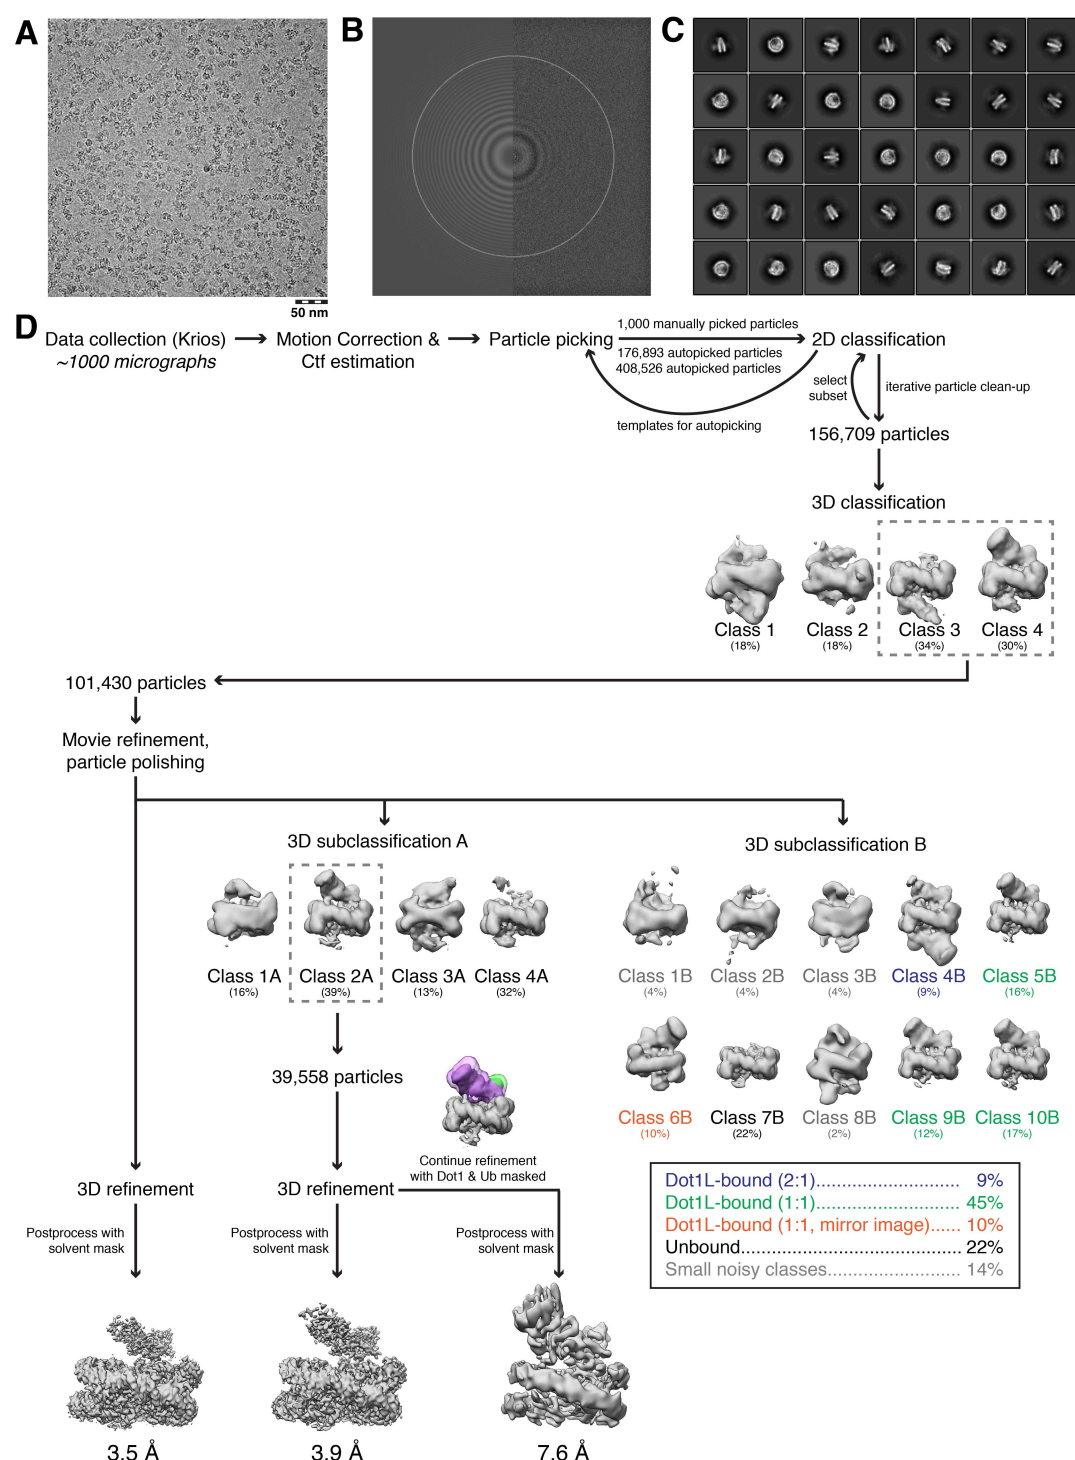 A
B
C
50 nm
D
Data collection (Krios)
~1000 micrographs
Motion Correction &
Ctf estimation
Particle picking
1,000 manually picked particles
176,893 autopicked particles
408,526 autopicked particles
templates for autopicking
2D classification
select
subset
iterative particle clean-up
156,709 particles
3D classification
Class 1
(18%)
Class 2
(18%)
Class 3
(34%)
Class 4
(30%)
101,430 particles
Movie refinement,
particle polishing
3D subclassification A
Class 1A
(16%)
Class 2A
(39%)
Class 3A
(13%)
Class 4A
(32%)
3D subclassification B
Class 1B
(4%)
Class 2B
(4%)
Class 3B
(4%)
Class 4B
(9%)
Class 5B
(16%)
Class 6B
(10%)
Class 7B
(22%)
Class 8B
(2%)
Class 9B
(12%)
Class 10B
(17%)
39,558 particles
Continue refinement
with Dot1 & Ub masked
3D refinement
3D refinement
Postprocess with
solvent mask
Postprocess with
solvent mask
Postprocess with
solvent mask
Dot1L-bound (2:1).......................... 9%
Dot1L-bound (1:1).......................... 45%
Dot1L-bound (1:1, mirror image)...... 10%
Unbound........................................ 22%
Small noisy classes........................ 14%
3.5 Å
3.9 Å
7.6 Å